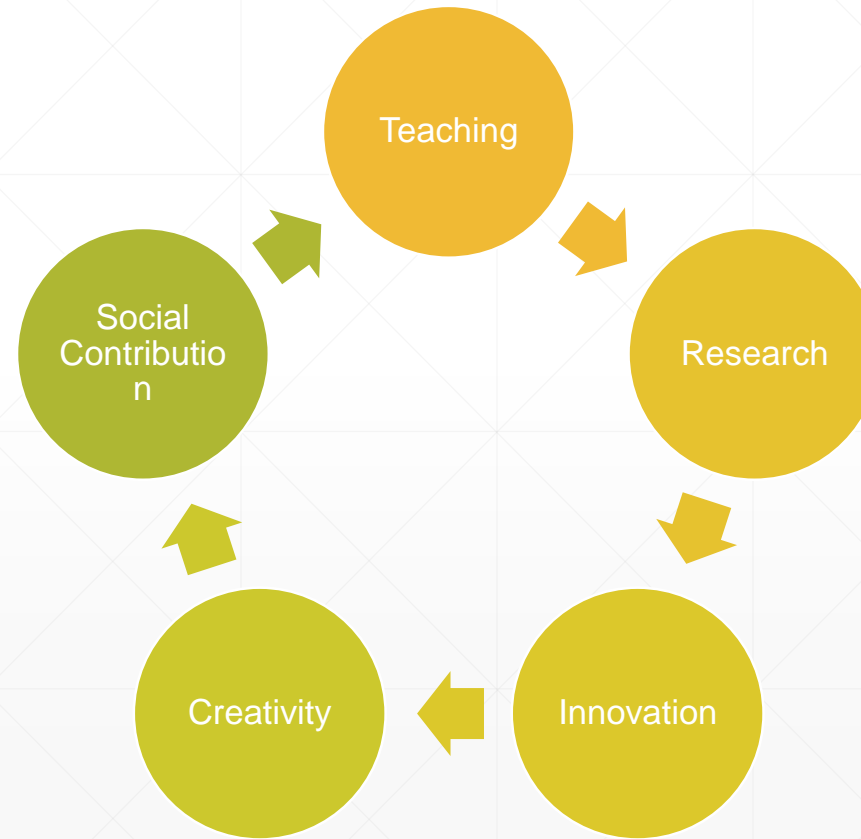 Teaching
Research
Innovation
Creativity
Social
Contributio
n